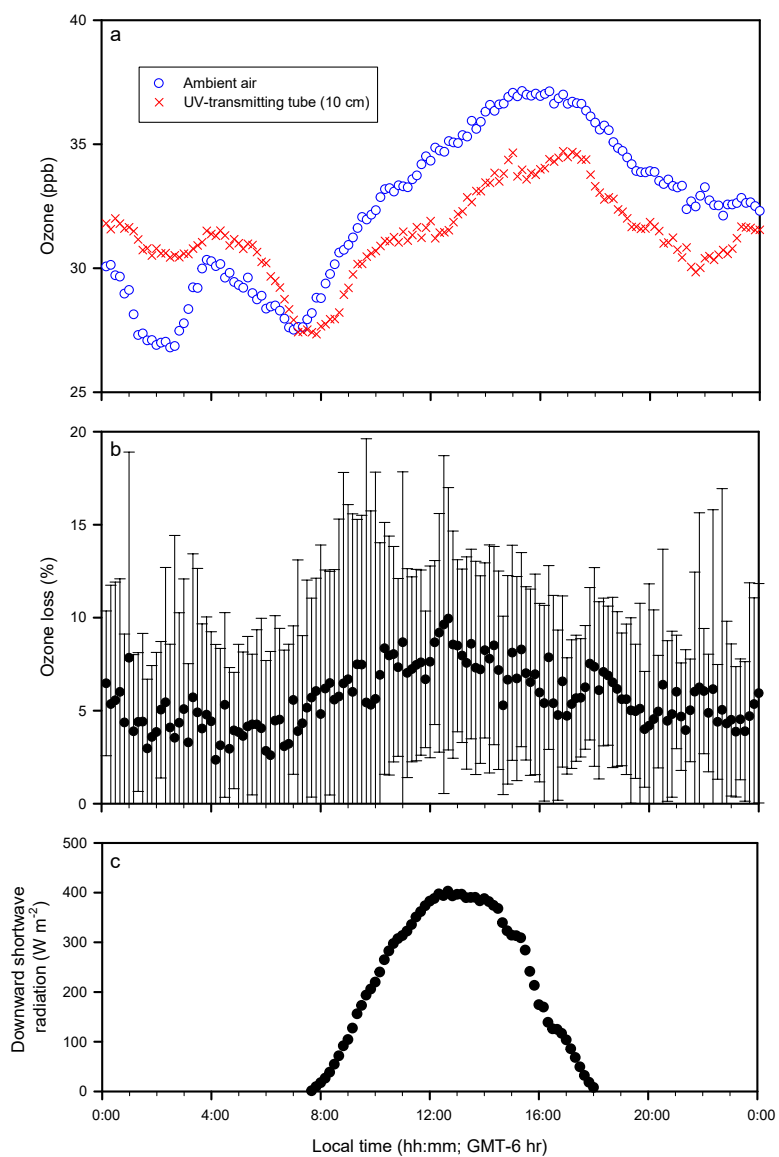 40
a
Ambient air
UV-transmitting tube (10 cm)
35
30
25
Ozone (ppb)
20
b
15
10
5
0
Ozone loss (%)
500
c
400
300
200
100
0
Downward shortwave
radiation (W m-2)
0:00 4:00 8:00 12:00 16:00 20:00 0:00
Local time (hh:mm; GMT-6 hr)